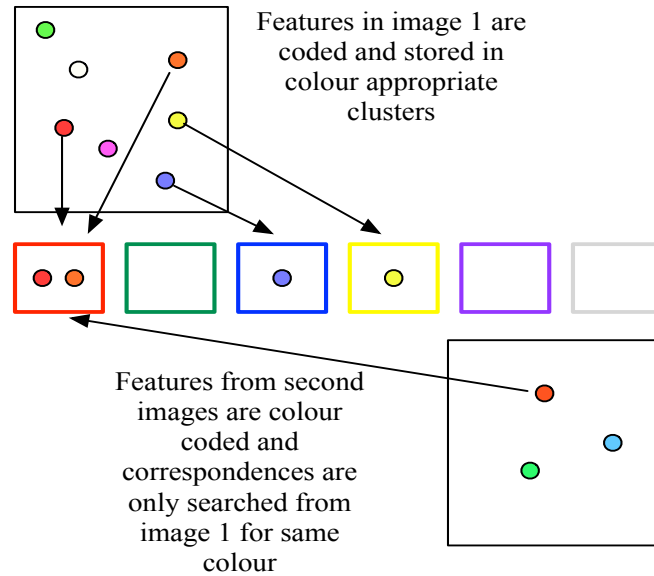 Features in image 1 are
coded and stored in
colour appropriate
clusters
Features from second
images are colour
coded and
correspondences are
only searched from
image 1 for same
colour